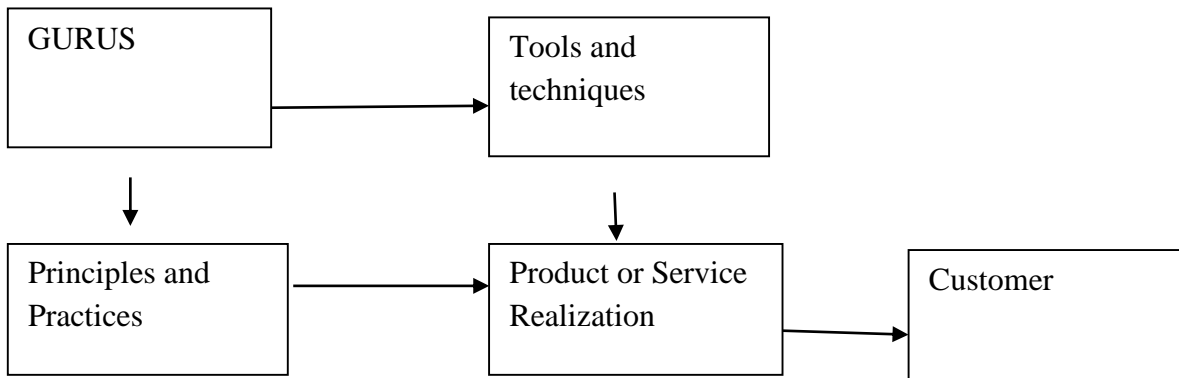 GURUS
Tools and
techniques
Principles and
Practices
Product or Service
Realization
Customer